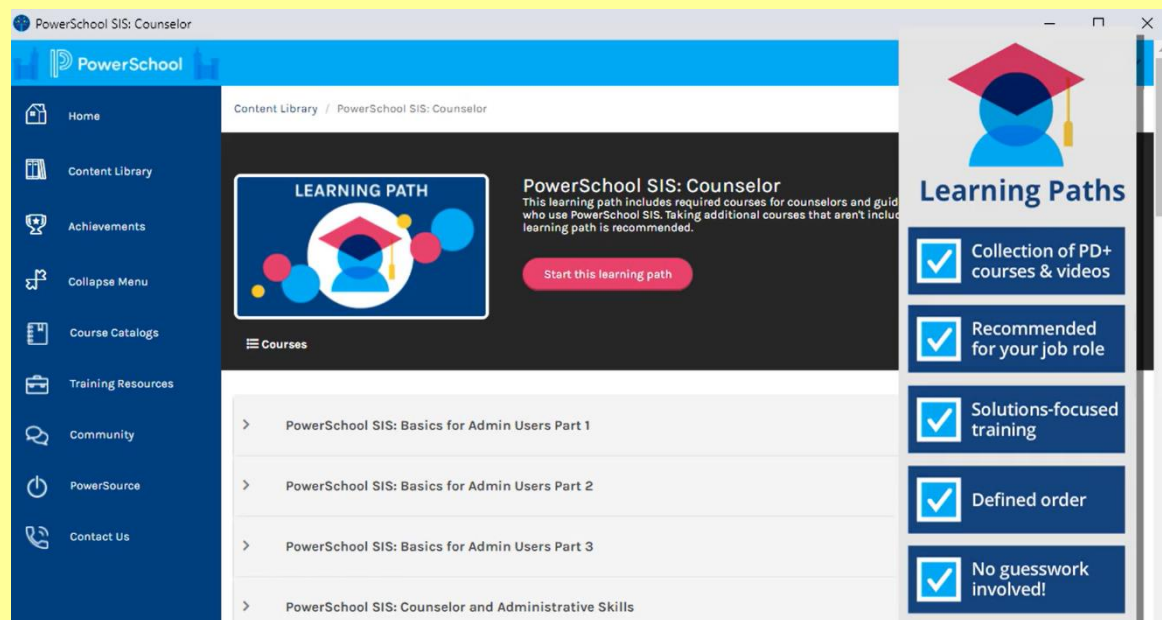 PowerSchool SIS: Counselor
PowerSchool
Home
Content Library
Achievements
Collapse Menu
Course Catalogs
Training Resources
Community
PowerSource
Contact Us
Content Library / PowerSchool SIS: Counselor
LEARNING PATH
PowerSchool SIS: Counselor
This learning path includes required courses for counselors and guid
who use PowerSchool SIS. Taking additional courses that aren't inclu
learning path is recommended.
Start this learning path
Courses
PowerSchool SIS: Basics for Admin Users Part 1
PowerSchool SIS: Basics for Admin Users Part 2
PowerSchool SIS: Basics for Admin Users Part 3
PowerSchool SIS: Counselor and Administrative Skills
Learning Paths
Collection of PD+
courses & videos
Recommended
for your job role
Solutions-focused
training
Defined order
No guesswork
involved!